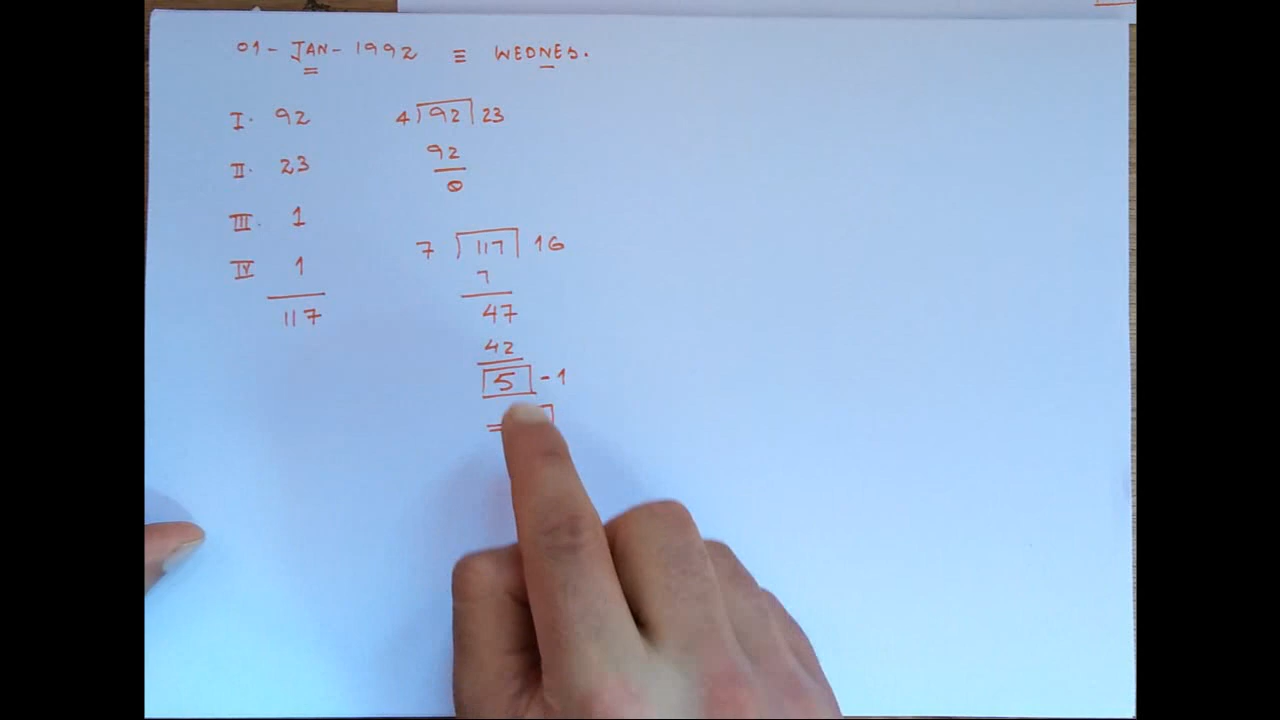 01-JAN-1992 ≡ WEDNES.
I. 92
II. 23
III. 1
IV 1
117
4)92 23
92
0
7)117 16
7
47
42
5 -1
=